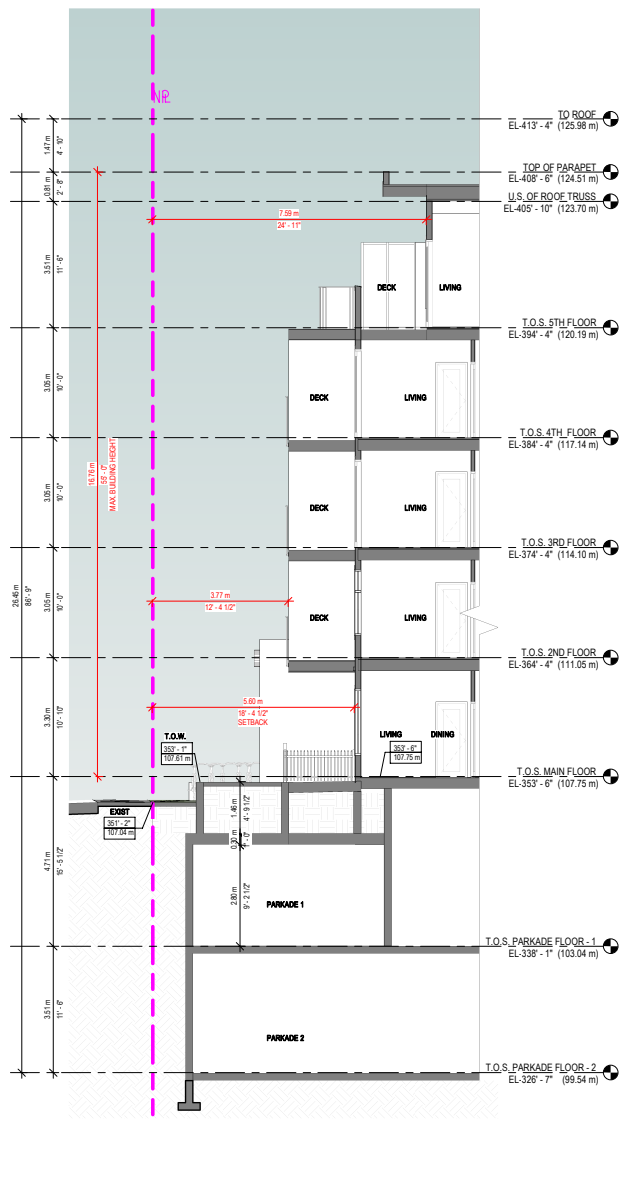 NPL
TO ROOF
EL-413' - 4" (125.98 m)
1.47 m
4' - 10"
TOP OF PARAPET
EL-408' - 6" (124.51 m)
0.81 m
2' - 8"
U.S. OF ROOF TRUSS
EL-405' - 10" (123.70 m)
7.59 m
24' - 11"
3.51 m
11' - 6"
DECK
LIVING
T.O.S. 5TH FLOOR
EL-394' - 4" (120.19 m)
3.05 m
10' - 0"
DECK
LIVING
T.O.S. 4TH FLOOR
EL-384' - 4" (117.14 m)
16.76 m
55' - 0"
MAX. BUILDING HEIGHT
3.05 m
10' - 0"
DECK
LIVING
T.O.S. 3RD FLOOR
EL-374' - 4" (114.10 m)
26.45 m
86' - 9"
3.05 m
10' - 0"
3.77 m
12' - 4 1/2"
DECK
LIVING
T.O.S. 2ND FLOOR
EL-364' - 4" (111.05 m)
3.30 m
10' - 10"
5.60 m
18' - 4 1/2"
SETBACK
T.O.W.
353' - 1"
107.61 m
LIVING
DINING
353' - 6"
107.75 m
T.O.S. MAIN FLOOR
EL-353' - 6" (107.75 m)
EXIST
351' - 2"
107.04 m
1.46 m
4' - 9 1/2"
0.30 m
1' - 0"
4.71 m
15' - 5 1/2"
2.80 m
9' - 2 1/2"
PARKADE 1
T.O.S. PARKADE FLOOR - 1
EL-338' - 1" (103.04 m)
3.51 m
11' - 6"
PARKADE 2
T.O.S. PARKADE FLOOR - 2
EL-326' - 7" (99.54 m)